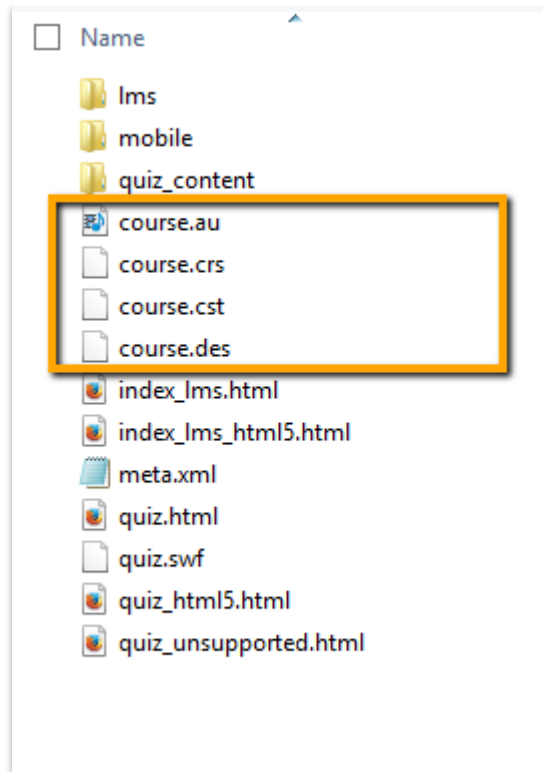 Name
lms
mobile
quiz_content
course.au
course.crs
course.cst
course.des
index_lms.html
index_lms_html5.html
meta.xml
quiz.html
quiz.swf
quiz_html5.html
quiz_unsupported.html